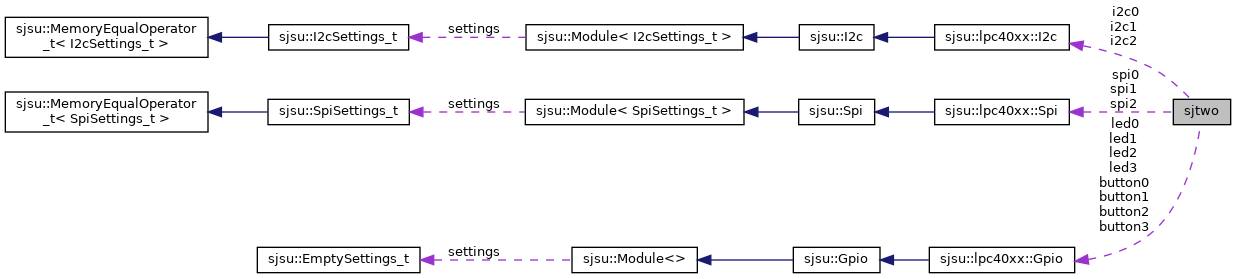 sjsu::MemoryEqualOperator
_t< I2cSettings_t >
sjsu::I2cSettings_t
settings
sjsu::Module< I2cSettings_t >
sjsu::I2c
sjsu::lpc40xx::I2c
i2c0
i2c1
i2c2
sjsu::MemoryEqualOperator
_t< SpiSettings_t >
sjsu::SpiSettings_t
settings
sjsu::Module< SpiSettings_t >
sjsu::Spi
sjsu::lpc40xx::Spi
spi0
spi1
spi2
sjtwo
led0
led1
led2
led3
button0
button1
button2
button3
sjsu::EmptySettings_t
settings
sjsu::Module<>
sjsu::Gpio
sjsu::lpc40xx::Gpio